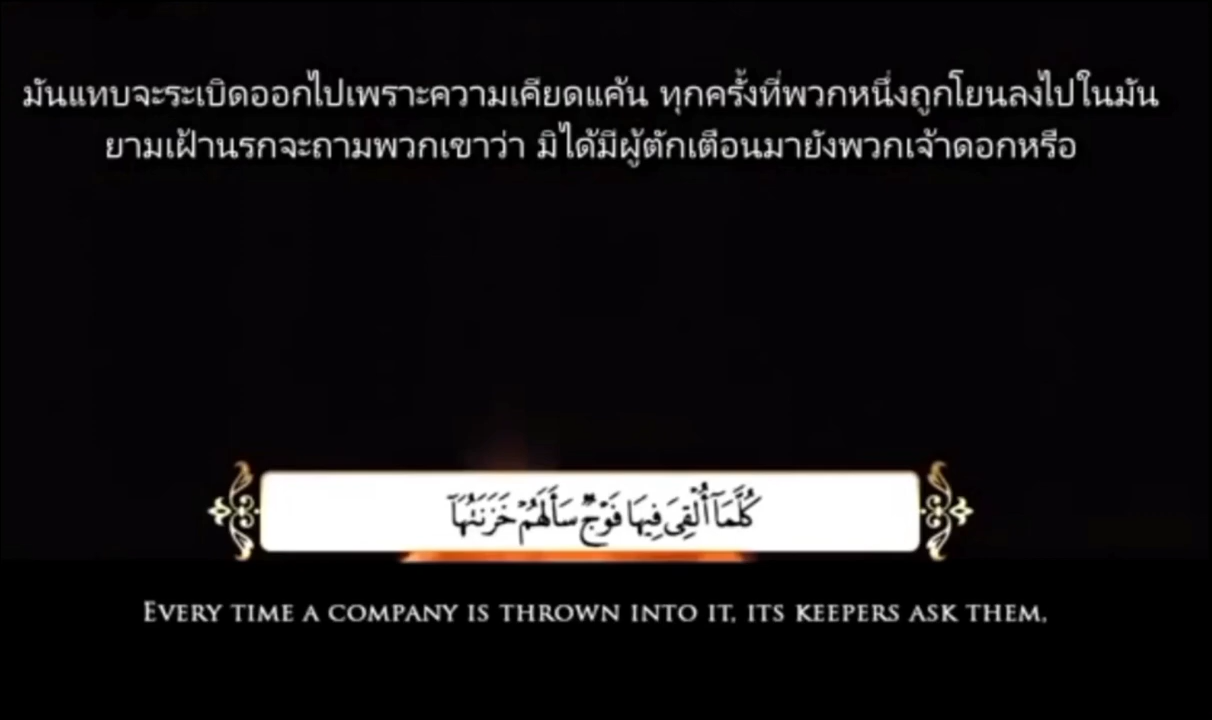 มันแทบจะระเบิดออกไปเพราะความเคียดแค้น ทุกครั้งที่พวกหนึ่งถูกโยนลงไปในมัน
ยามเฝ้านรกจะถามพวกเขาว่า มิได้มีผู้ตักเตือนมายังพวกเจ้าดอกหรือ
كُلَّمَآ أُلْقِىَ فِيهَا فَوْجٌ سَأَلَهُمْ خَزَنَتُهَآ
EVERY TIME A COMPANY IS THROWN INTO IT, ITS KEEPERS ASK THEM,